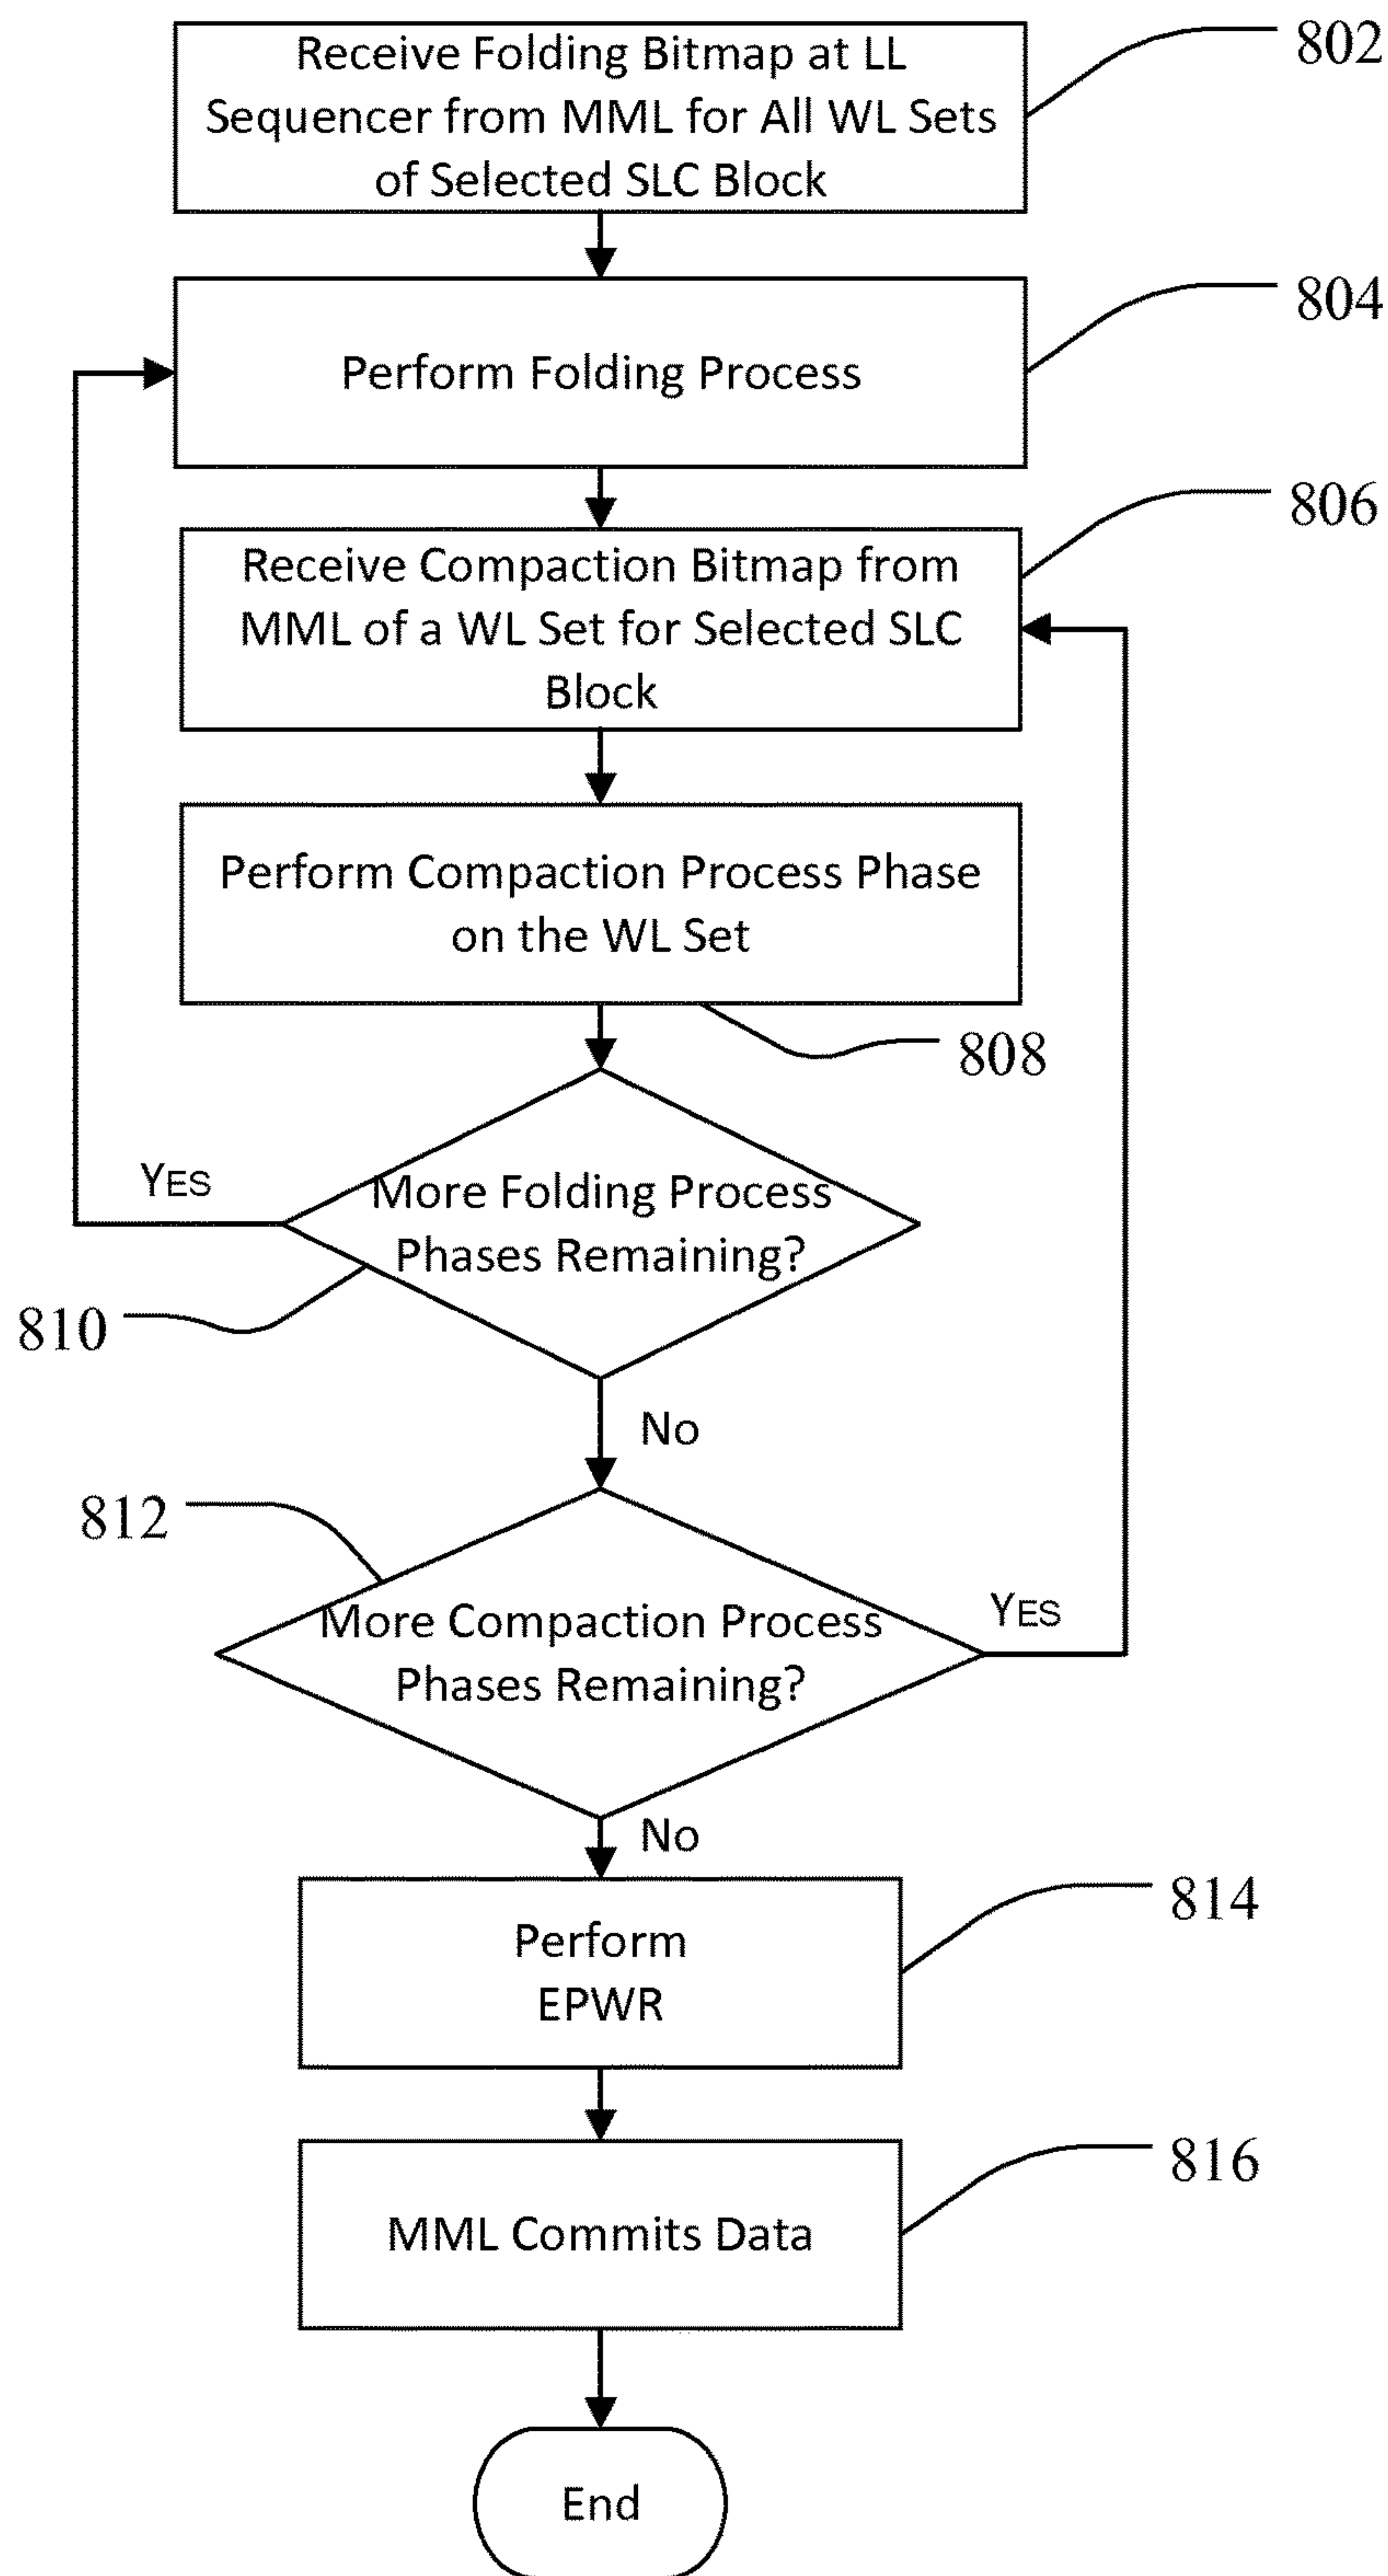 Receive Folding Bitmap at LL
Sequencer from MML for All WL Sets
of Selected SLC Block
802
Perform Folding Process
804
Receive Compaction Bitmap from
MML of a WL Set for Selected SLC
Block
806
Perform Compaction Process Phase
on the WL Set
808
More Folding Process
Phases Remaining?
YES
810
No
812
More Compaction Process
Phases Remaining?
YES
No
Perform
EPWR
814
MML Commits Data
816
End